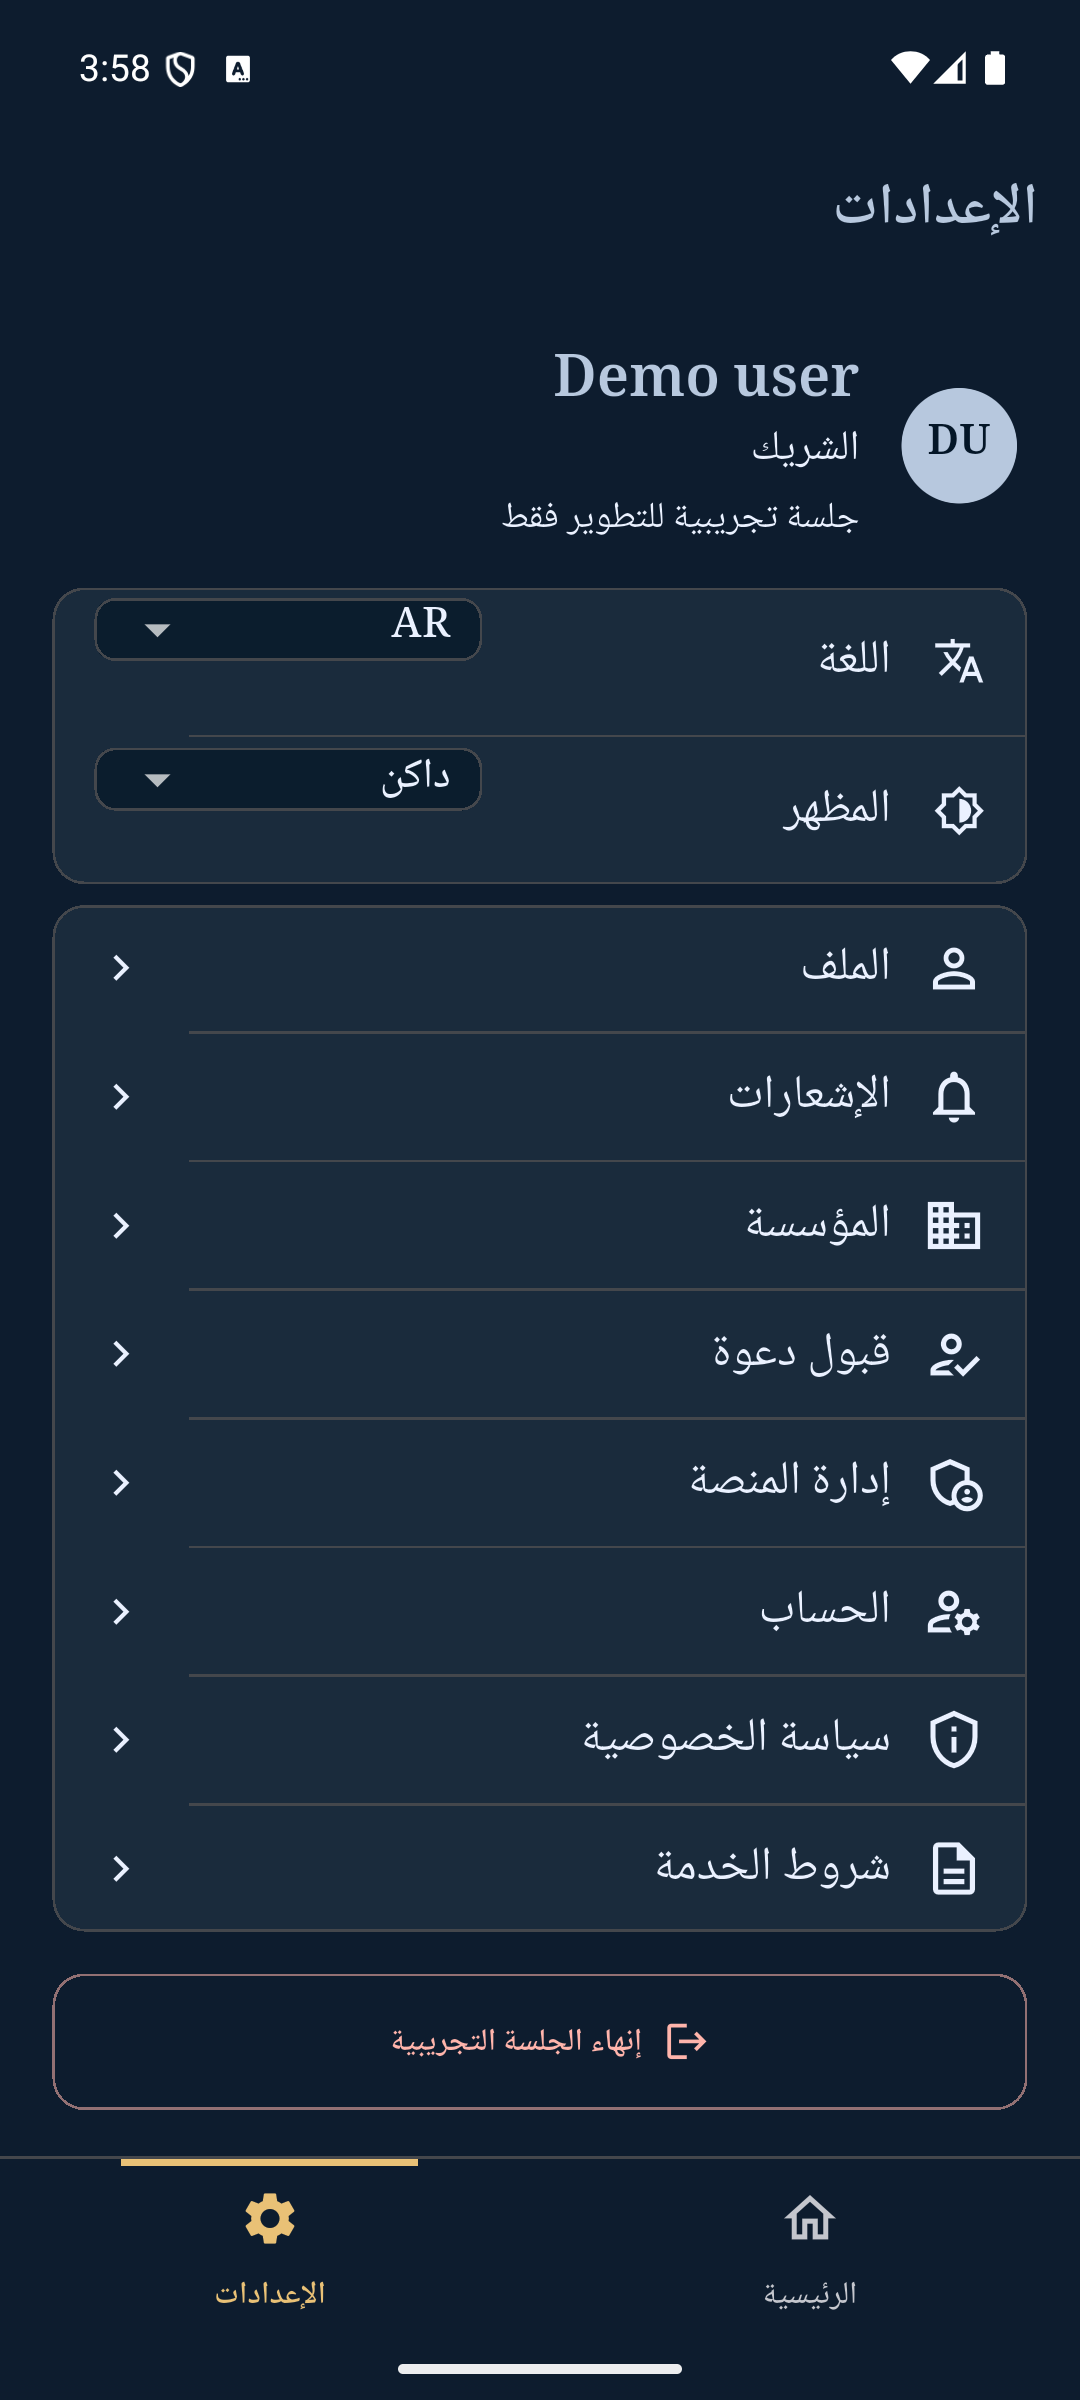 3:58
الإعدادات
DU
Demo user
الشريك
جلسة تجريبية للتطوير فقط
اللغة
AR
المظهر
داكن
الملف
الإشعارات
المؤسسة
قبول دعوة
إدارة المنصة
الحساب
سياسة الخصوصية
شروط الخدمة
إنهاء الجلسة التجريبية
الرئيسية
الإعدادات